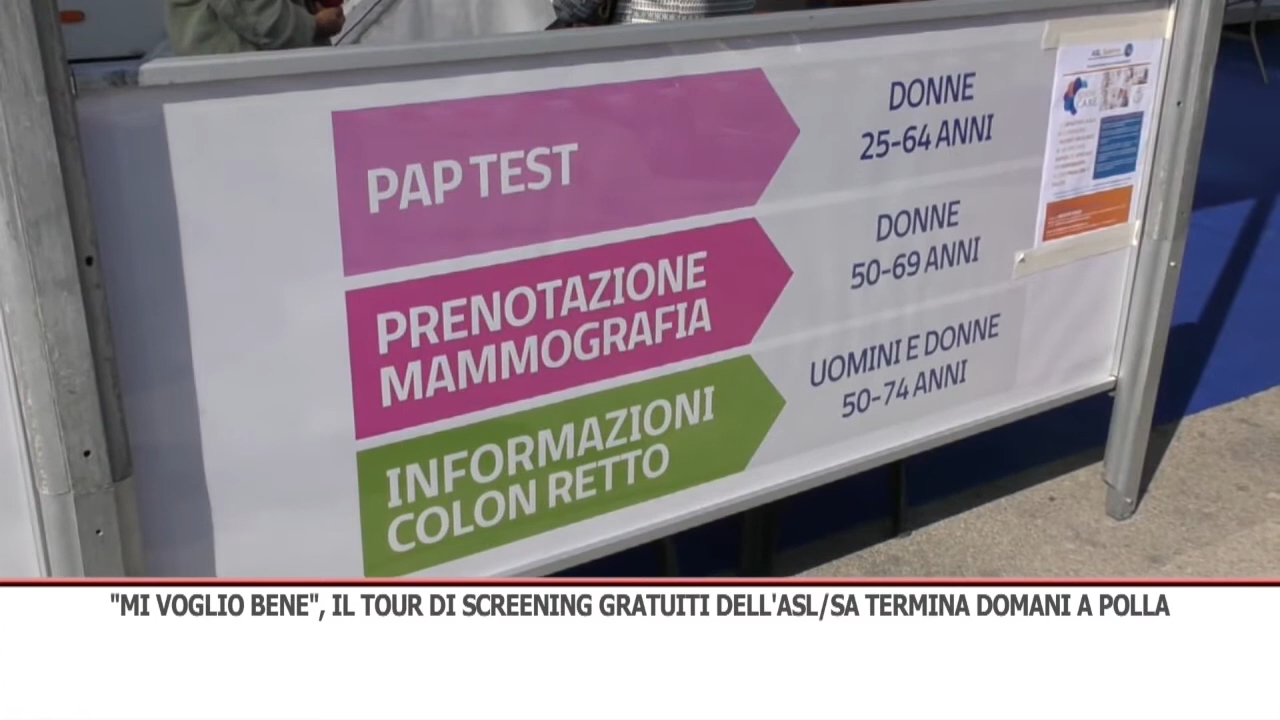 PAP TEST
DONNE
25-64 ANNI
PRENOTAZIONE
MAMMOGRAFIA
DONNE
50-69 ANNI
INFORMAZIONI
COLON RETTO
UOMINI E DONNE
50-74 ANNI
"MI VOGLIO BENE", IL TOUR DI SCREENING GRATUITI DELL'ASL/SA TERMINA DOMANI A POLLA